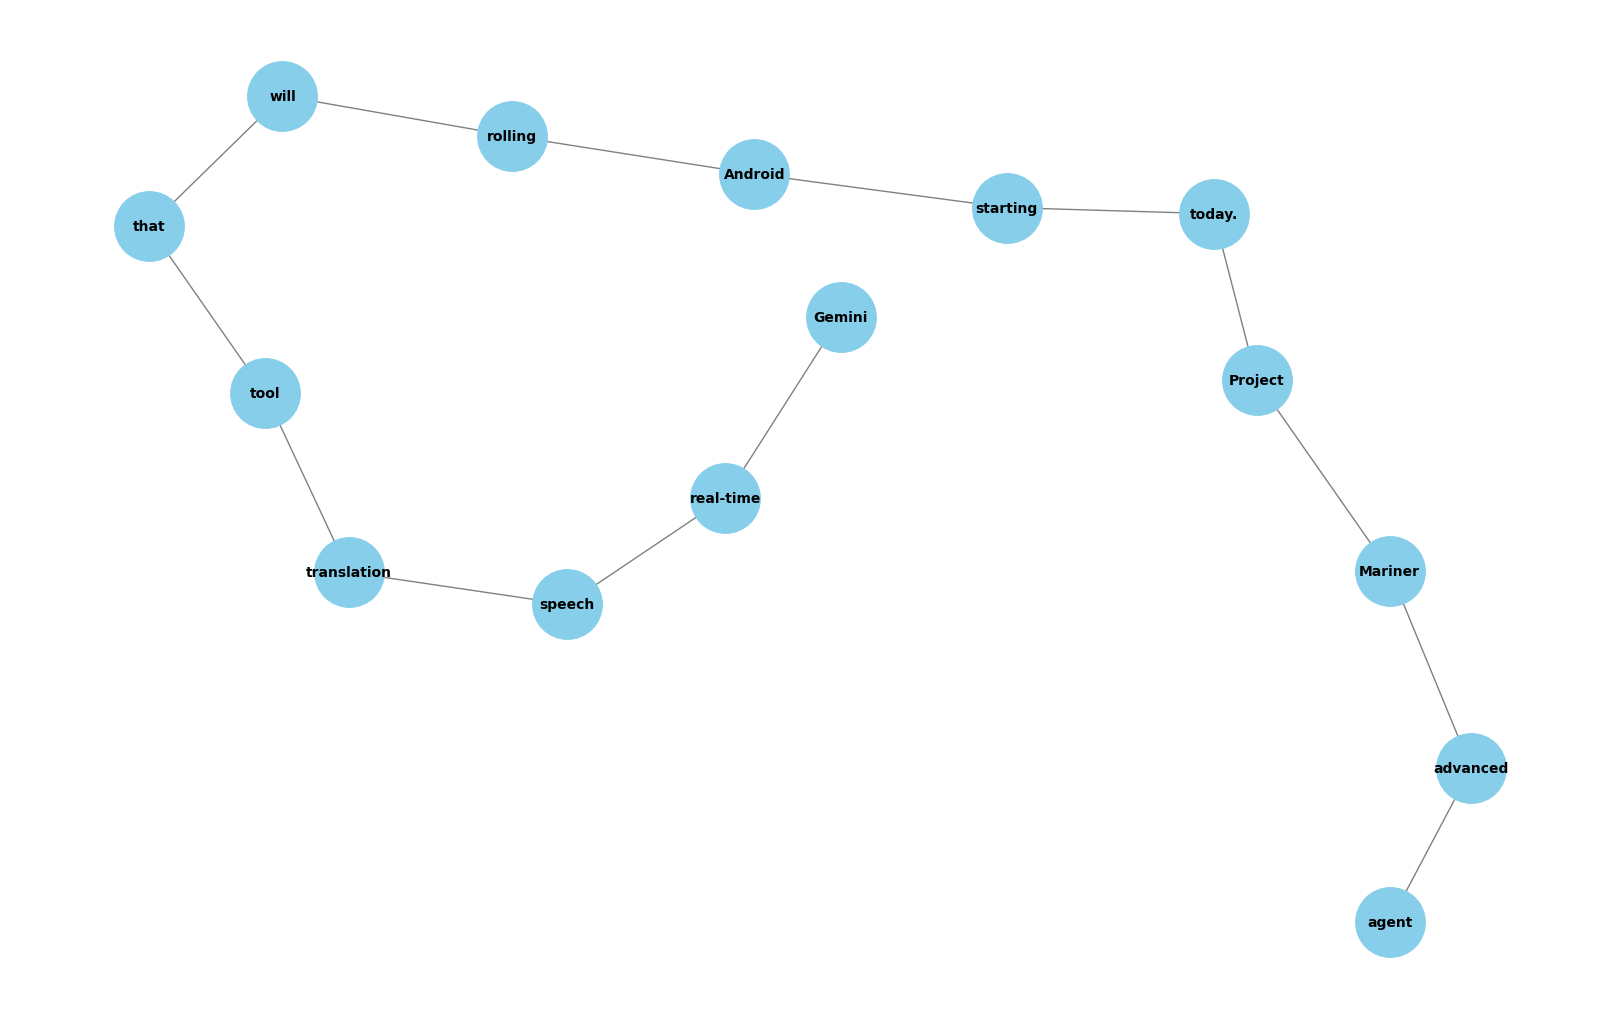 will
rolling
Android
starting
today.
that
Gemini
Project
tool
real-time
Mariner
translation
speech
advanced
agent